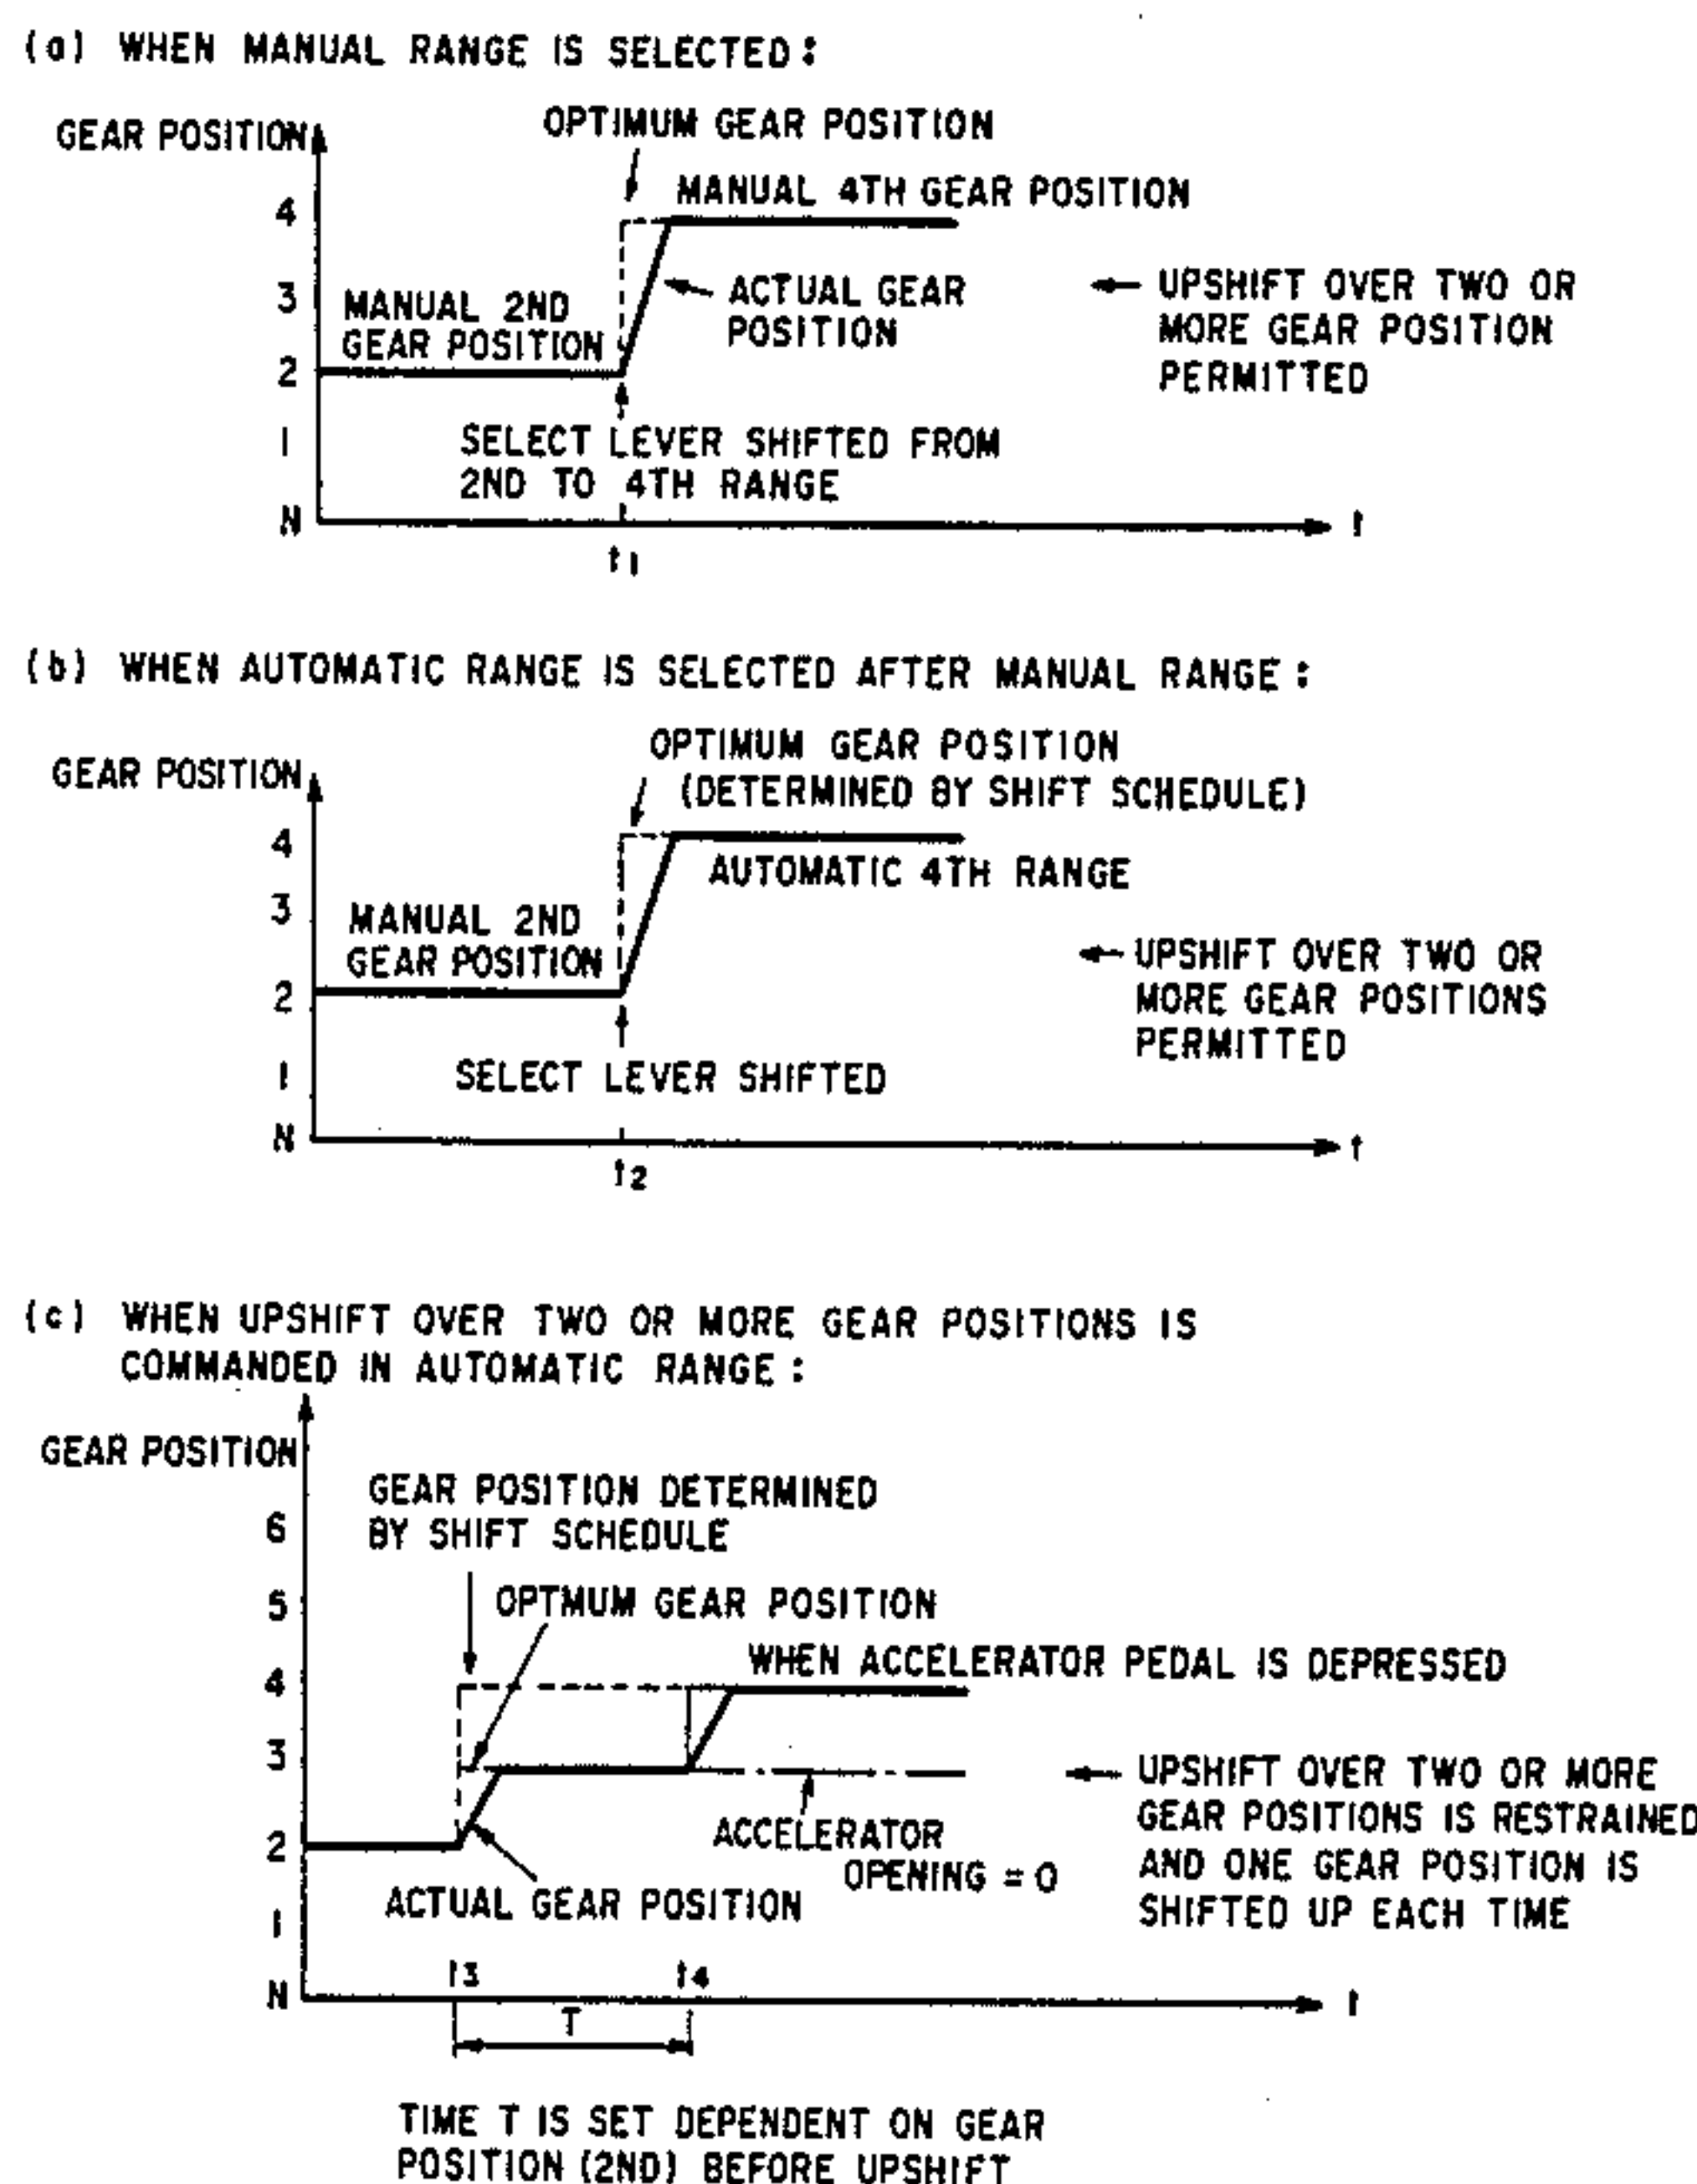 (a) WHEN MANUAL RANGE IS SELECTED:
GEAR POSITION
OPTIMUM GEAR POSITION
MANUAL 4TH GEAR POSITION
4
3
2
1
N
MANUAL 2ND
GEAR POSITION
ACTUAL GEAR
POSITION
← UPSHIFT OVER TWO OR
MORE GEAR POSITION
PERMITTED
SELECT LEVER SHIFTED FROM
2ND TO 4TH RANGE
t
t1
(b) WHEN AUTOMATIC RANGE IS SELECTED AFTER MANUAL RANGE:
GEAR POSITION
OPTIMUM GEAR POSITION
(DETERMINED BY SHIFT SCHEDULE)
4
3
2
1
N
AUTOMATIC 4TH RANGE
MANUAL 2ND
GEAR POSITION
← UPSHIFT OVER TWO OR
MORE GEAR POSITIONS
PERMITTED
SELECT LEVER SHIFTED
t
t2
(c) WHEN UPSHIFT OVER TWO OR MORE GEAR POSITIONS IS
COMMANDED IN AUTOMATIC RANGE:
GEAR POSITION
GEAR POSITION DETERMINED
BY SHIFT SCHEDULE
6
5
4
3
2
1
N
OPTMUM GEAR POSITION
WHEN ACCELERATOR PEDAL IS DEPRESSED
← UPSHIFT OVER TWO OR MORE
GEAR POSITIONS IS RESTRAINED
AND ONE GEAR POSITION IS
SHIFTED UP EACH TIME
ACCELERATOR
OPENING = 0
ACTUAL GEAR POSITION
t3
t4
t
T
TIME T IS SET DEPENDENT ON GEAR
POSITION (2ND) BEFORE UPSHIFT